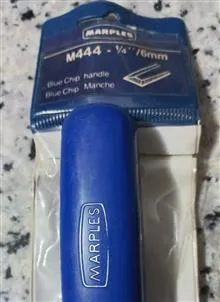 MARPLES
M444 - ¼"/6mm
Blue Chip handle
Blue Chip Manche
MARPLES